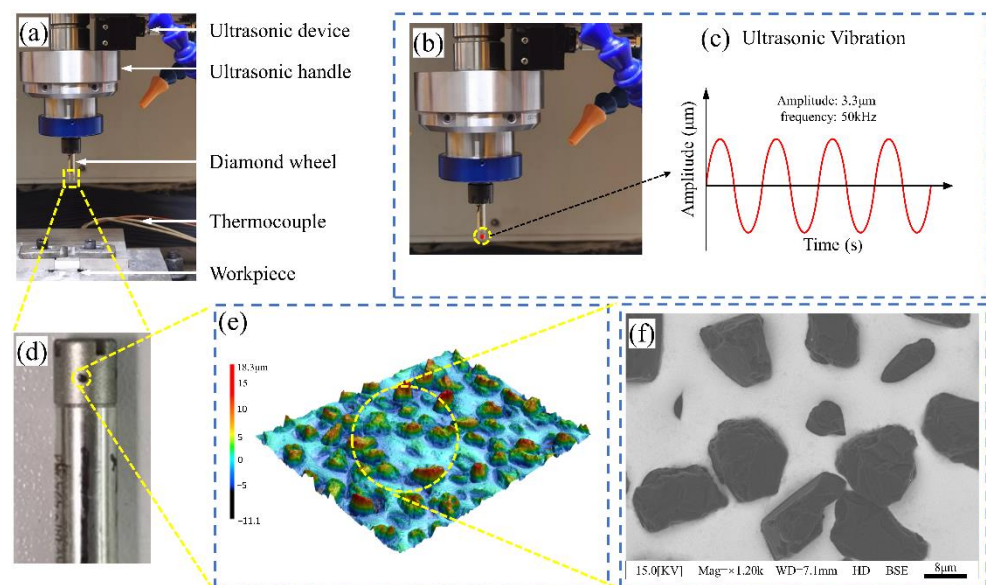 (a)
Ultrasonic device
Ultrasonic handle
Diamond wheel
Thermocouple
Workpiece
(b)
(c) Ultrasonic Vibration
Amplitude: 3.3μm
frequency: 50kHz
Amplitude (μm)
Time (s)
(d)
(e)
18.3μm
15
10
5
0
−5
−11.1
(f)
15.0[KV] Mag=×1.20k WD=7.1mm HD BSE 8μm